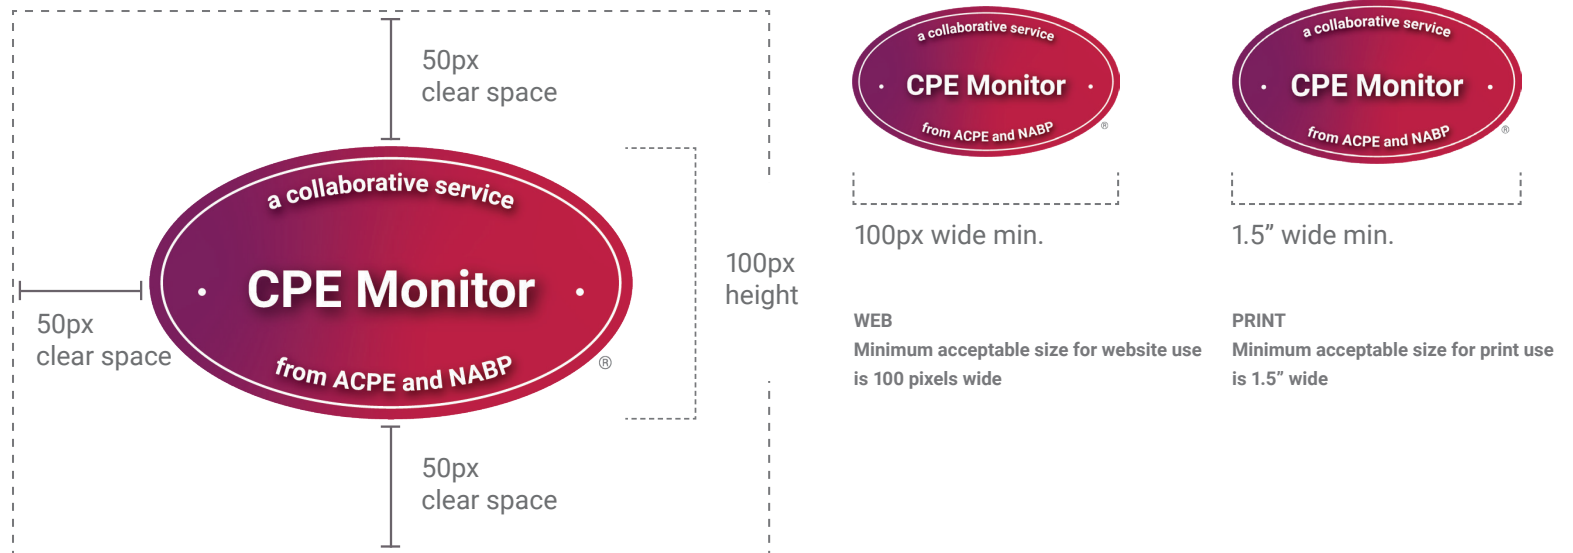 50px
clear space
a collaborative service
CPE Monitor
from ACPE and NABP
®
50px
clear space
100px
height
50px
clear space
a collaborative service
CPE Monitor
from ACPE and NABP
®
100px wide min.
WEB
Minimum acceptable size for website use
is 100 pixels wide
a collaborative service
CPE Monitor
from ACPE and NABP
®
1.5” wide min.
PRINT
Minimum acceptable size for print use
is 1.5” wide